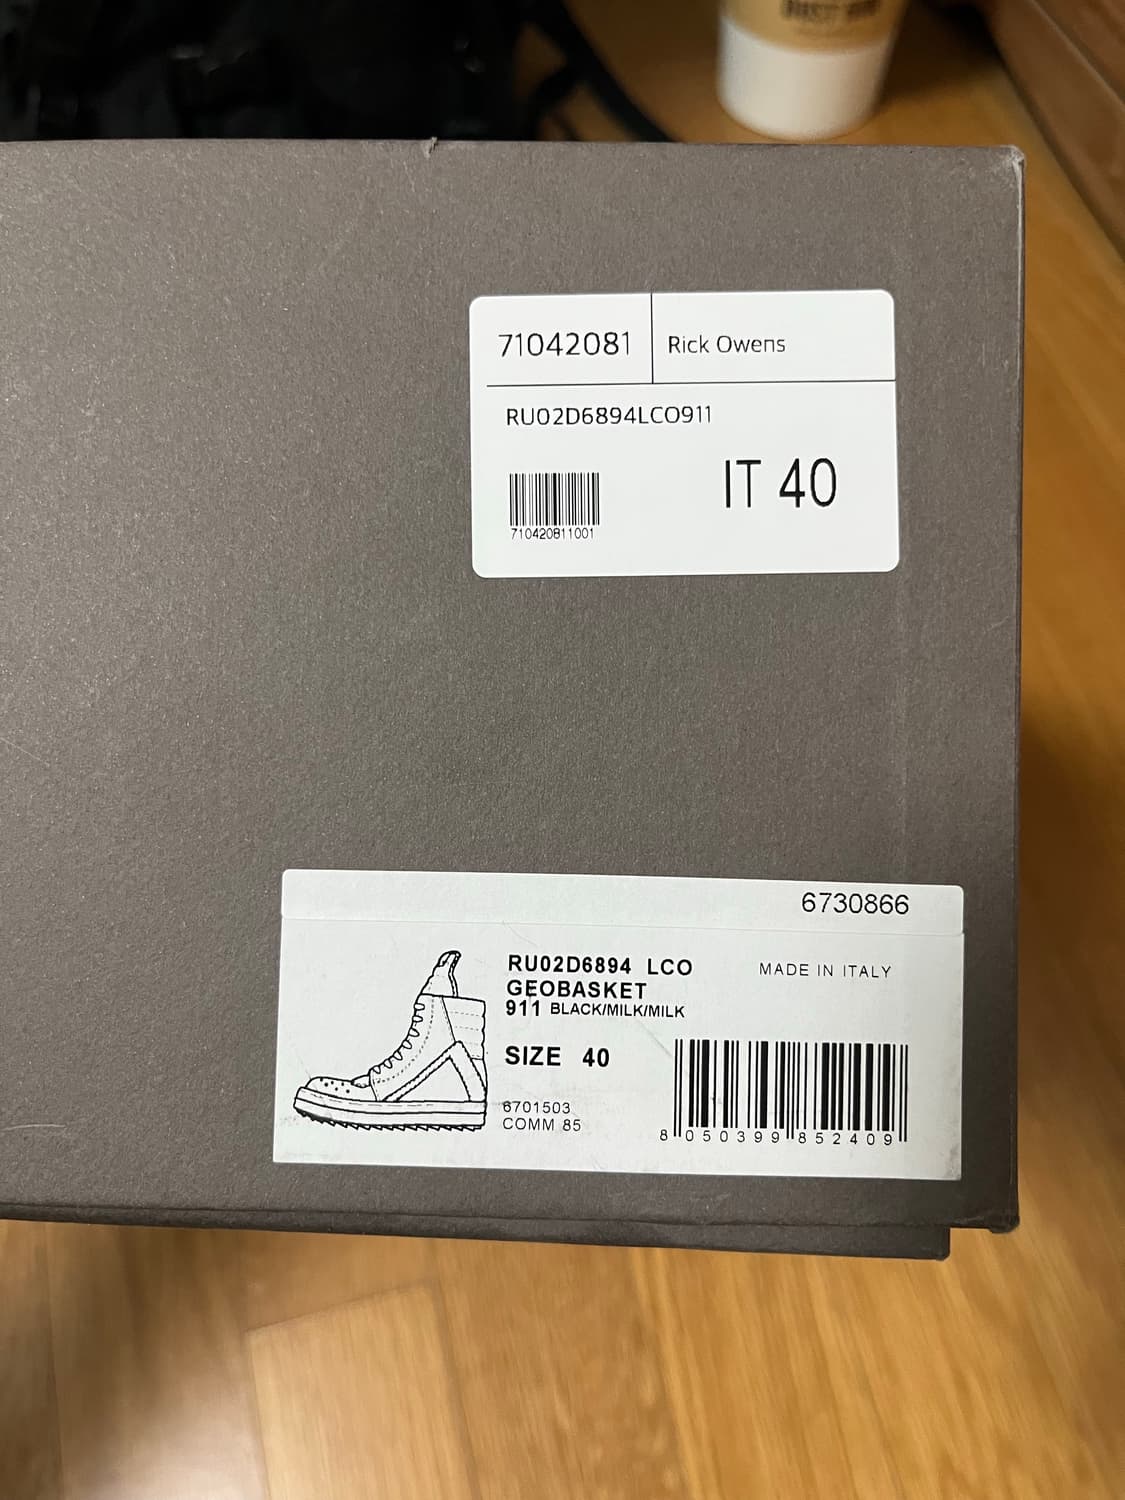 71042081
Rick Owens
RU02D6894LCO911
IT 40
710420811001
6730866
RU02D6894 LCO
MADE IN ITALY
GEOBASKET
911 BLACK/MILK/MILK
SIZE 40
6701503
COMM 85
8 050399 852409